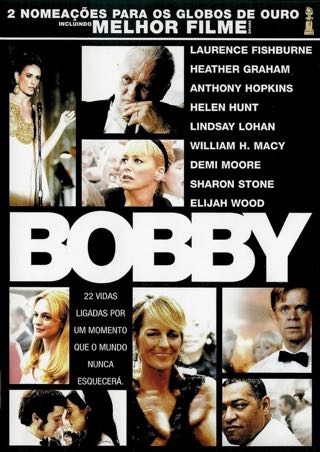 2 NOMEAÇÕES PARA OS GLOBOS DE OURO
INCLUINDO
MELHOR FILME
DRAMA
LAURENCE FISHBURNE
HEATHER GRAHAM
ANTHONY HOPKINS
HELEN HUNT
LINDSAY LOHAN
WILLIAM H. MACY
DEMI MOORE
SHARON STONE
ELIJAH WOOD
BOBBY
22 VIDAS
LIGADAS POR
UM MOMENTO
QUE O MUNDO
NUNCA
ESQUECERÁ.